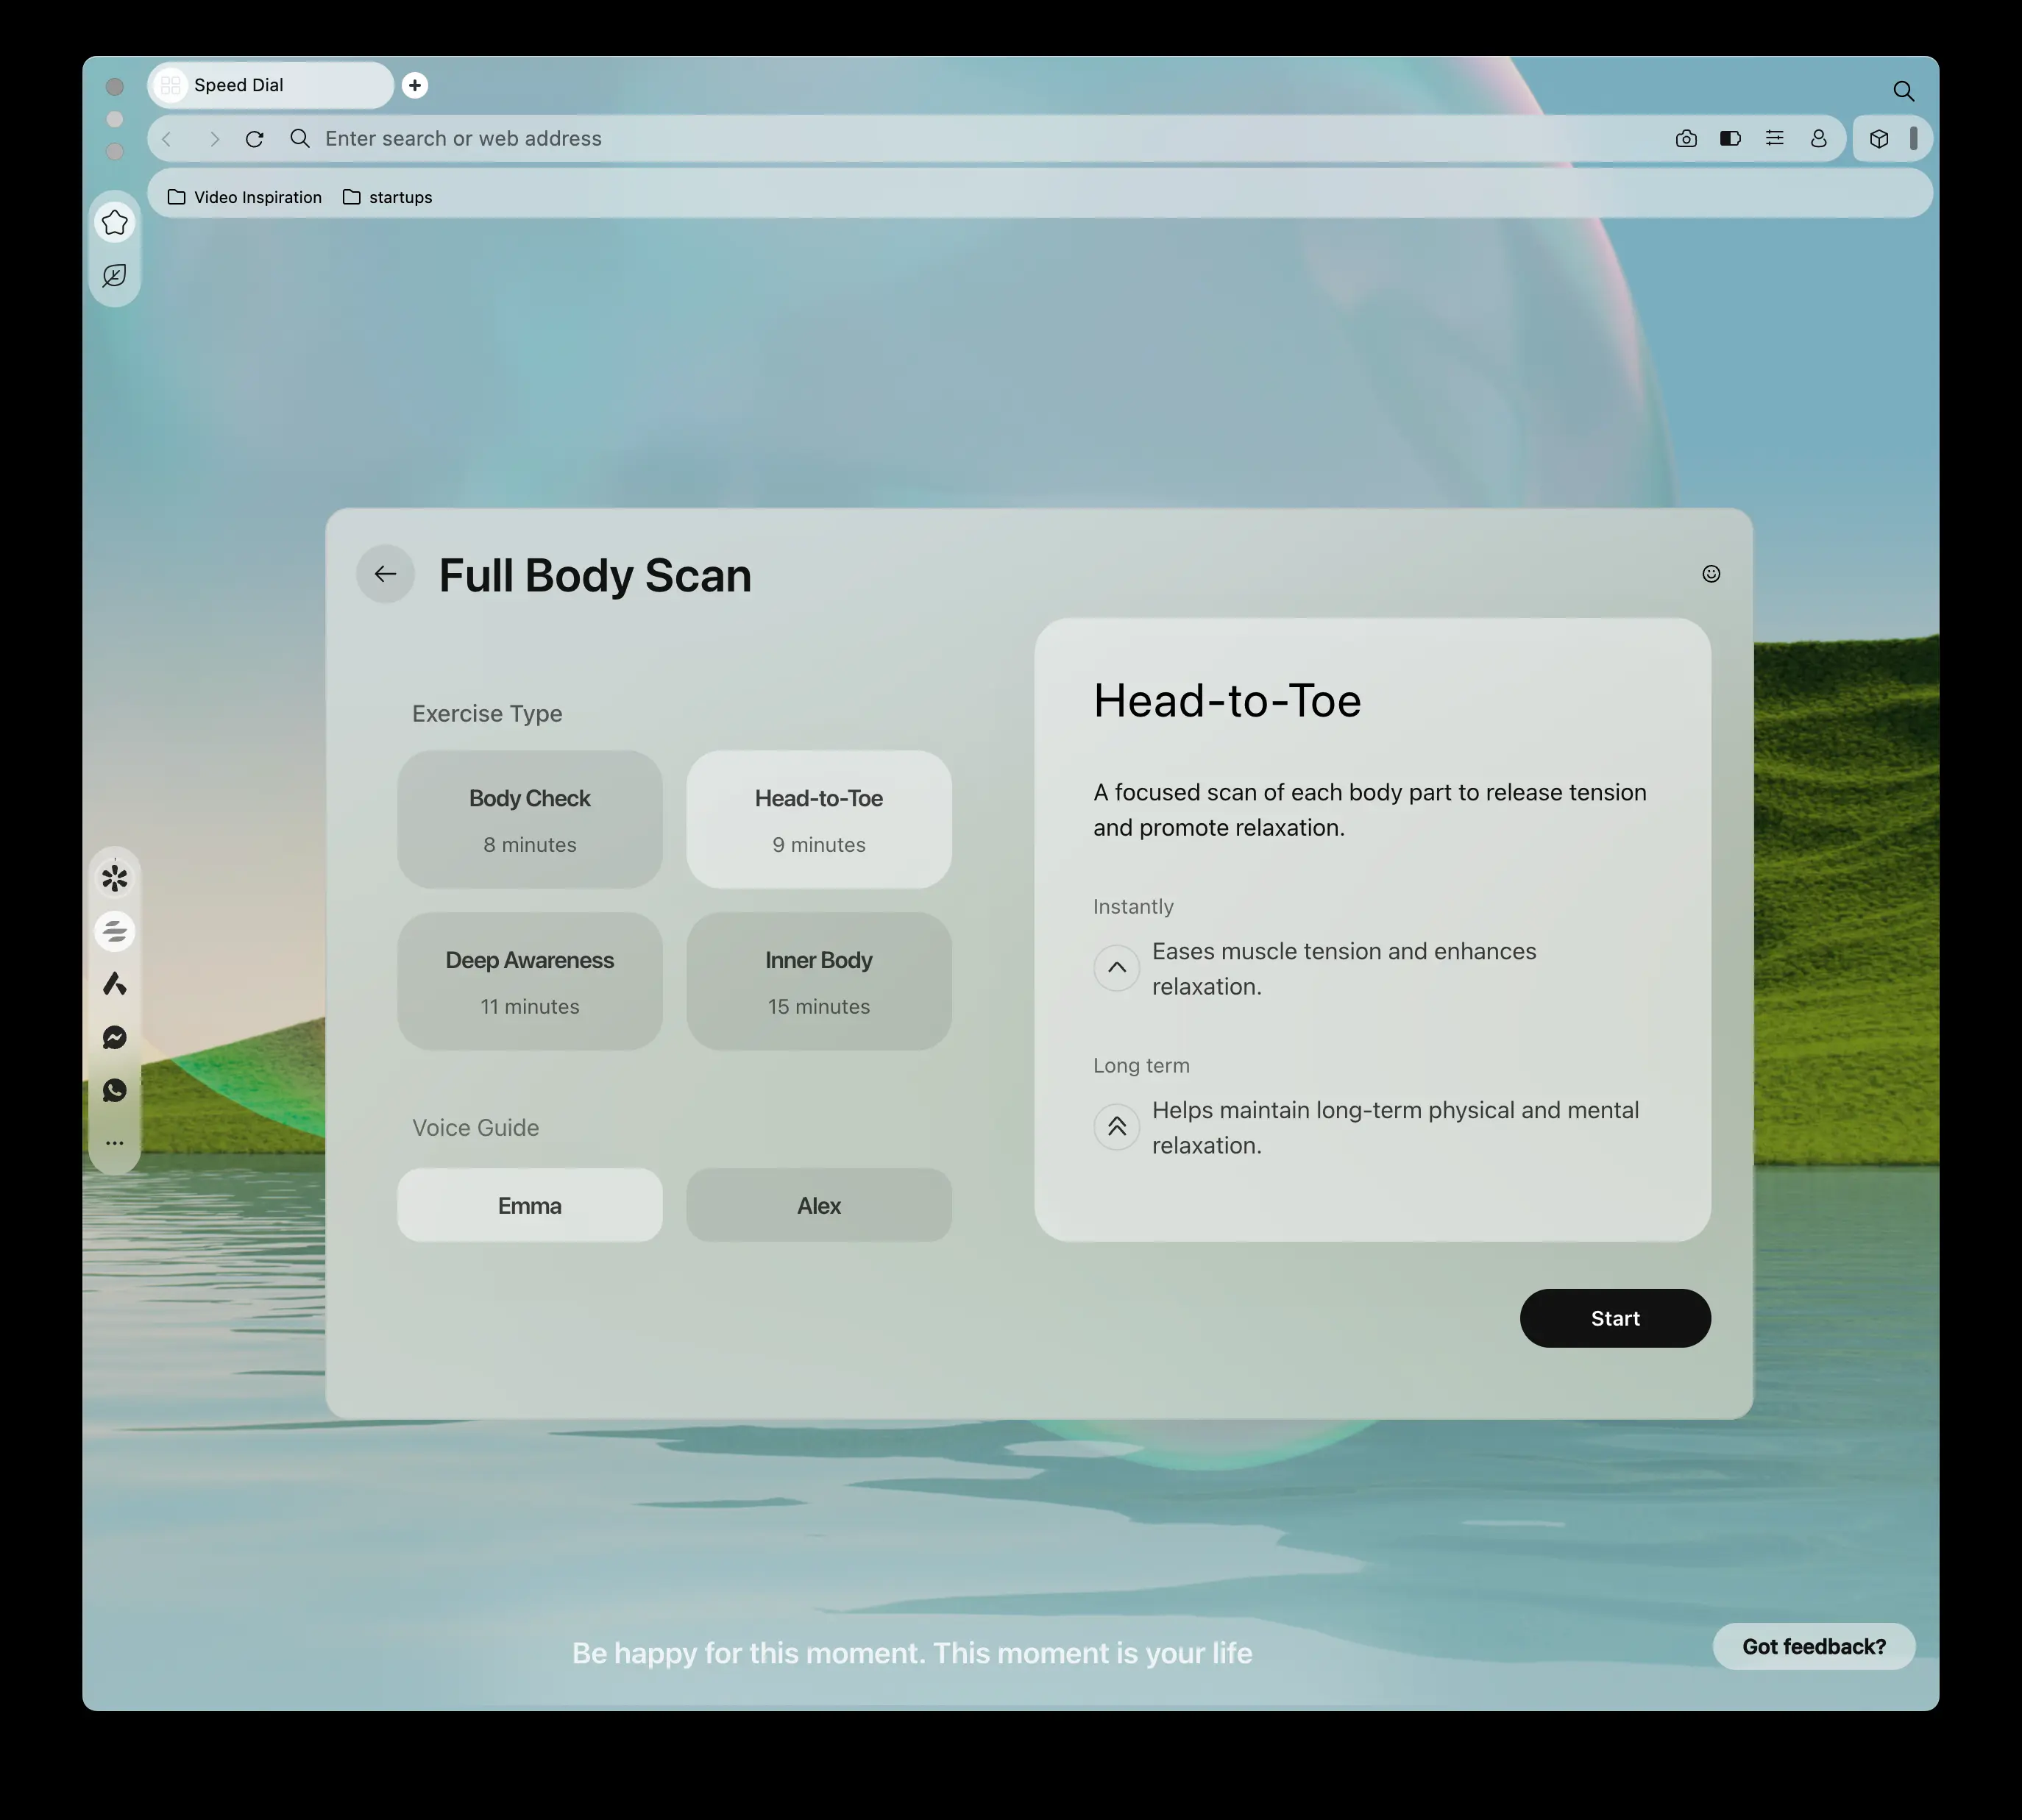 Speed Dial
Enter search or web address
Video Inspiration startups
Full Body Scan
Exercise Type
Body Check
8 minutes
Head-to-Toe
9 minutes
Deep Awareness
11 minutes
Inner Body
15 minutes
Voice Guide
Emma
Alex
Head-to-Toe
A focused scan of each body part to release tension
and promote relaxation.
Instantly
Eases muscle tension and enhances
relaxation.
Long term
Helps maintain long-term physical and mental
relaxation.
Start
Be happy for this moment. This moment is your life
Got feedback?